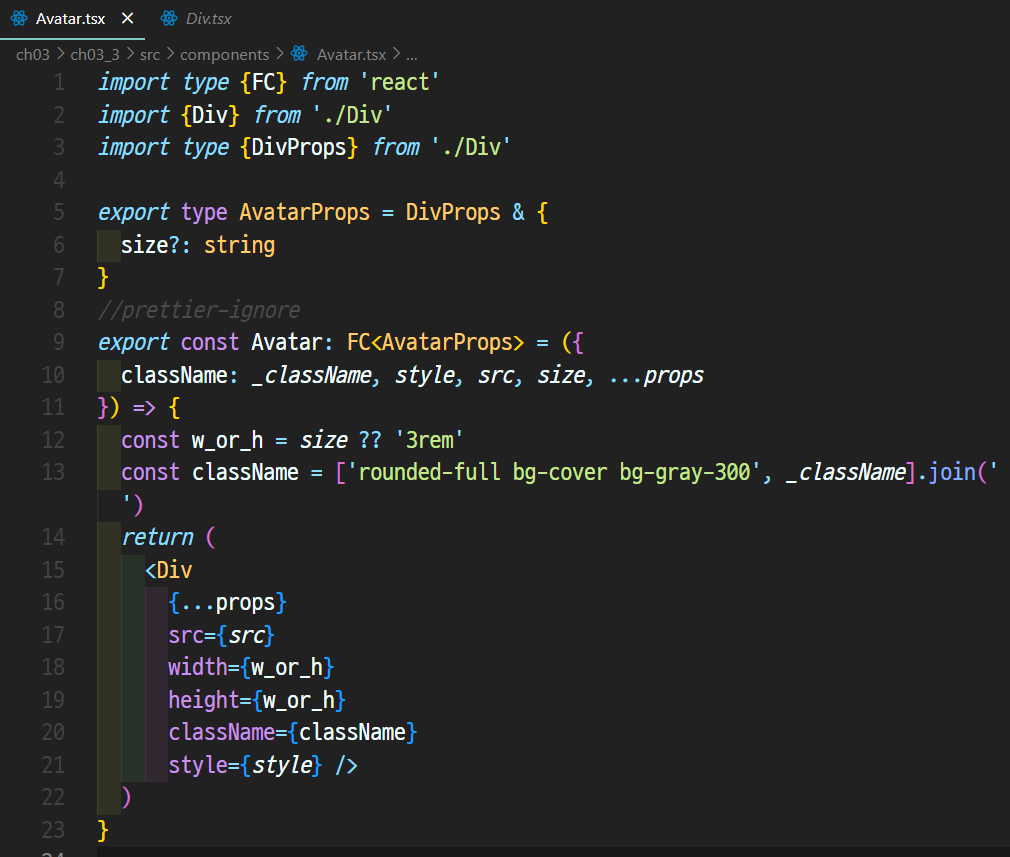 Avatar.tsx × Div.tsx
ch03 > ch03_3 > src > components > Avatar.tsx > ...
1 import type {FC} from 'react'
2 import {Div} from './Div'
3 import type {DivProps} from './Div'
4
5 export type AvatarProps = DivProps & {
6 size?: string
7 }
8 //prettier-ignore
9 export const Avatar: FC<AvatarProps> = ({
10 className: _className, style, src, size, ...props
11 }) => {
12 const w_or_h = size ?? '3rem'
13 const className = ['rounded-full bg-cover bg-gray-300', _className].join('
')
14 return (
15 <Div
16 {...props}
17 src={src}
18 width={w_or_h}
19 height={w_or_h}
20 className={className}
21 style={style} />
22 )
23 }
24